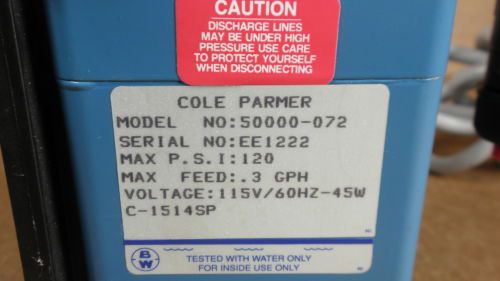 CAUTION
DISCHARGE LINES
MAY BE UNDER HIGH
PRESSURE USE CARE
TO PROTECT YOURSELF
WHEN DISCONNECTING
COLE PARMER
MODEL NO:50000-072
SERIAL NO:EE1222
MAX P.S.I:120
MAX FEED:.3 GPH
VOLTAGE:115V/60HZ-45W
C-1514SP
B
W
TESTED WITH WATER ONLY
FOR INSIDE USE ONLY